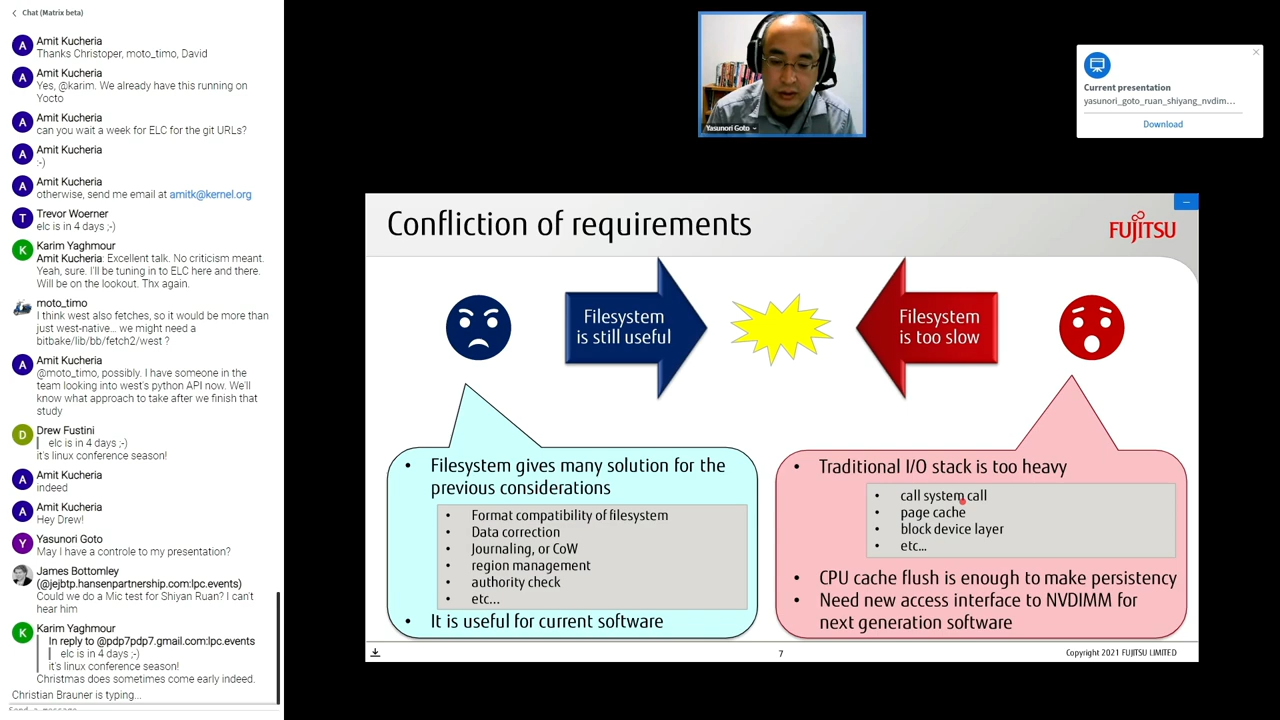 Chat (Matrix beta)
A
Amit Kucheria
Thanks Christoper, moto_timo, David
A
Amit Kucheria
Yes, @karim. We already have this running on
Yocto
A
Amit Kucheria
can you wait a week for ELC for the git URLs?
A
Amit Kucheria
:-)
A
Amit Kucheria
otherwise, send me email at amitk@kernel.org
T
Trevor Woerner
elc is in 4 days ;-)
K
Karim Yaghmour
Amit Kucheria: Excellent talk. No criticism meant.
Yeah, sure. I'll be tuning in to ELC here and there.
Will be on the lookout. Thx again.
moto_timo
I think west also fetches, so it would be more than
just west-native... we might need a
bitbake/lib/bb/fetch2/west ?
A
Amit Kucheria
@moto_timo, possibly. I have someone in the
team looking into west's python API now. We'll
know what approach to take after we finish that
study
D
Drew Fustini
elc is in 4 days ;-)
it's linux conference season!
A
Amit Kucheria
indeed
A
Amit Kucheria
Hey Drew!
Y
Yasunori Goto
May I have a controle to my presentation?
James Bottomley
(@jejbtp.hansenpartnership.com:lpc.events)
Could we do a Mic test for Shiyan Ruan? I can't
hear him
K
Karim Yaghmour
In reply to @pdp7pdp7.gmail.com:lpc.events
elc is in 4 days ;-)
it's linux conference season!
Christmas does sometimes come early indeed.
Christian Brauner is typing...
Send a message
Yasunori Goto
Current presentation
yasunori_goto_ruan_shiyang_nvdim...
Download
Confliction of requirements
FUJITSU
Filesystem
is still useful
Filesystem
is too slow
• Filesystem gives many solution for the
previous considerations
• Format compatibility of filesystem
• Data correction
• Journaling, or CoW
• region management
• authority check
• etc...
• It is useful for current software
• Traditional I/O stack is too heavy
• call system call
• page cache
• block device layer
• etc...
• CPU cache flush is enough to make persistency
• Need new access interface to NVDIMM for
next generation software
7
Copyright 2021 FUJITSU LIMITED